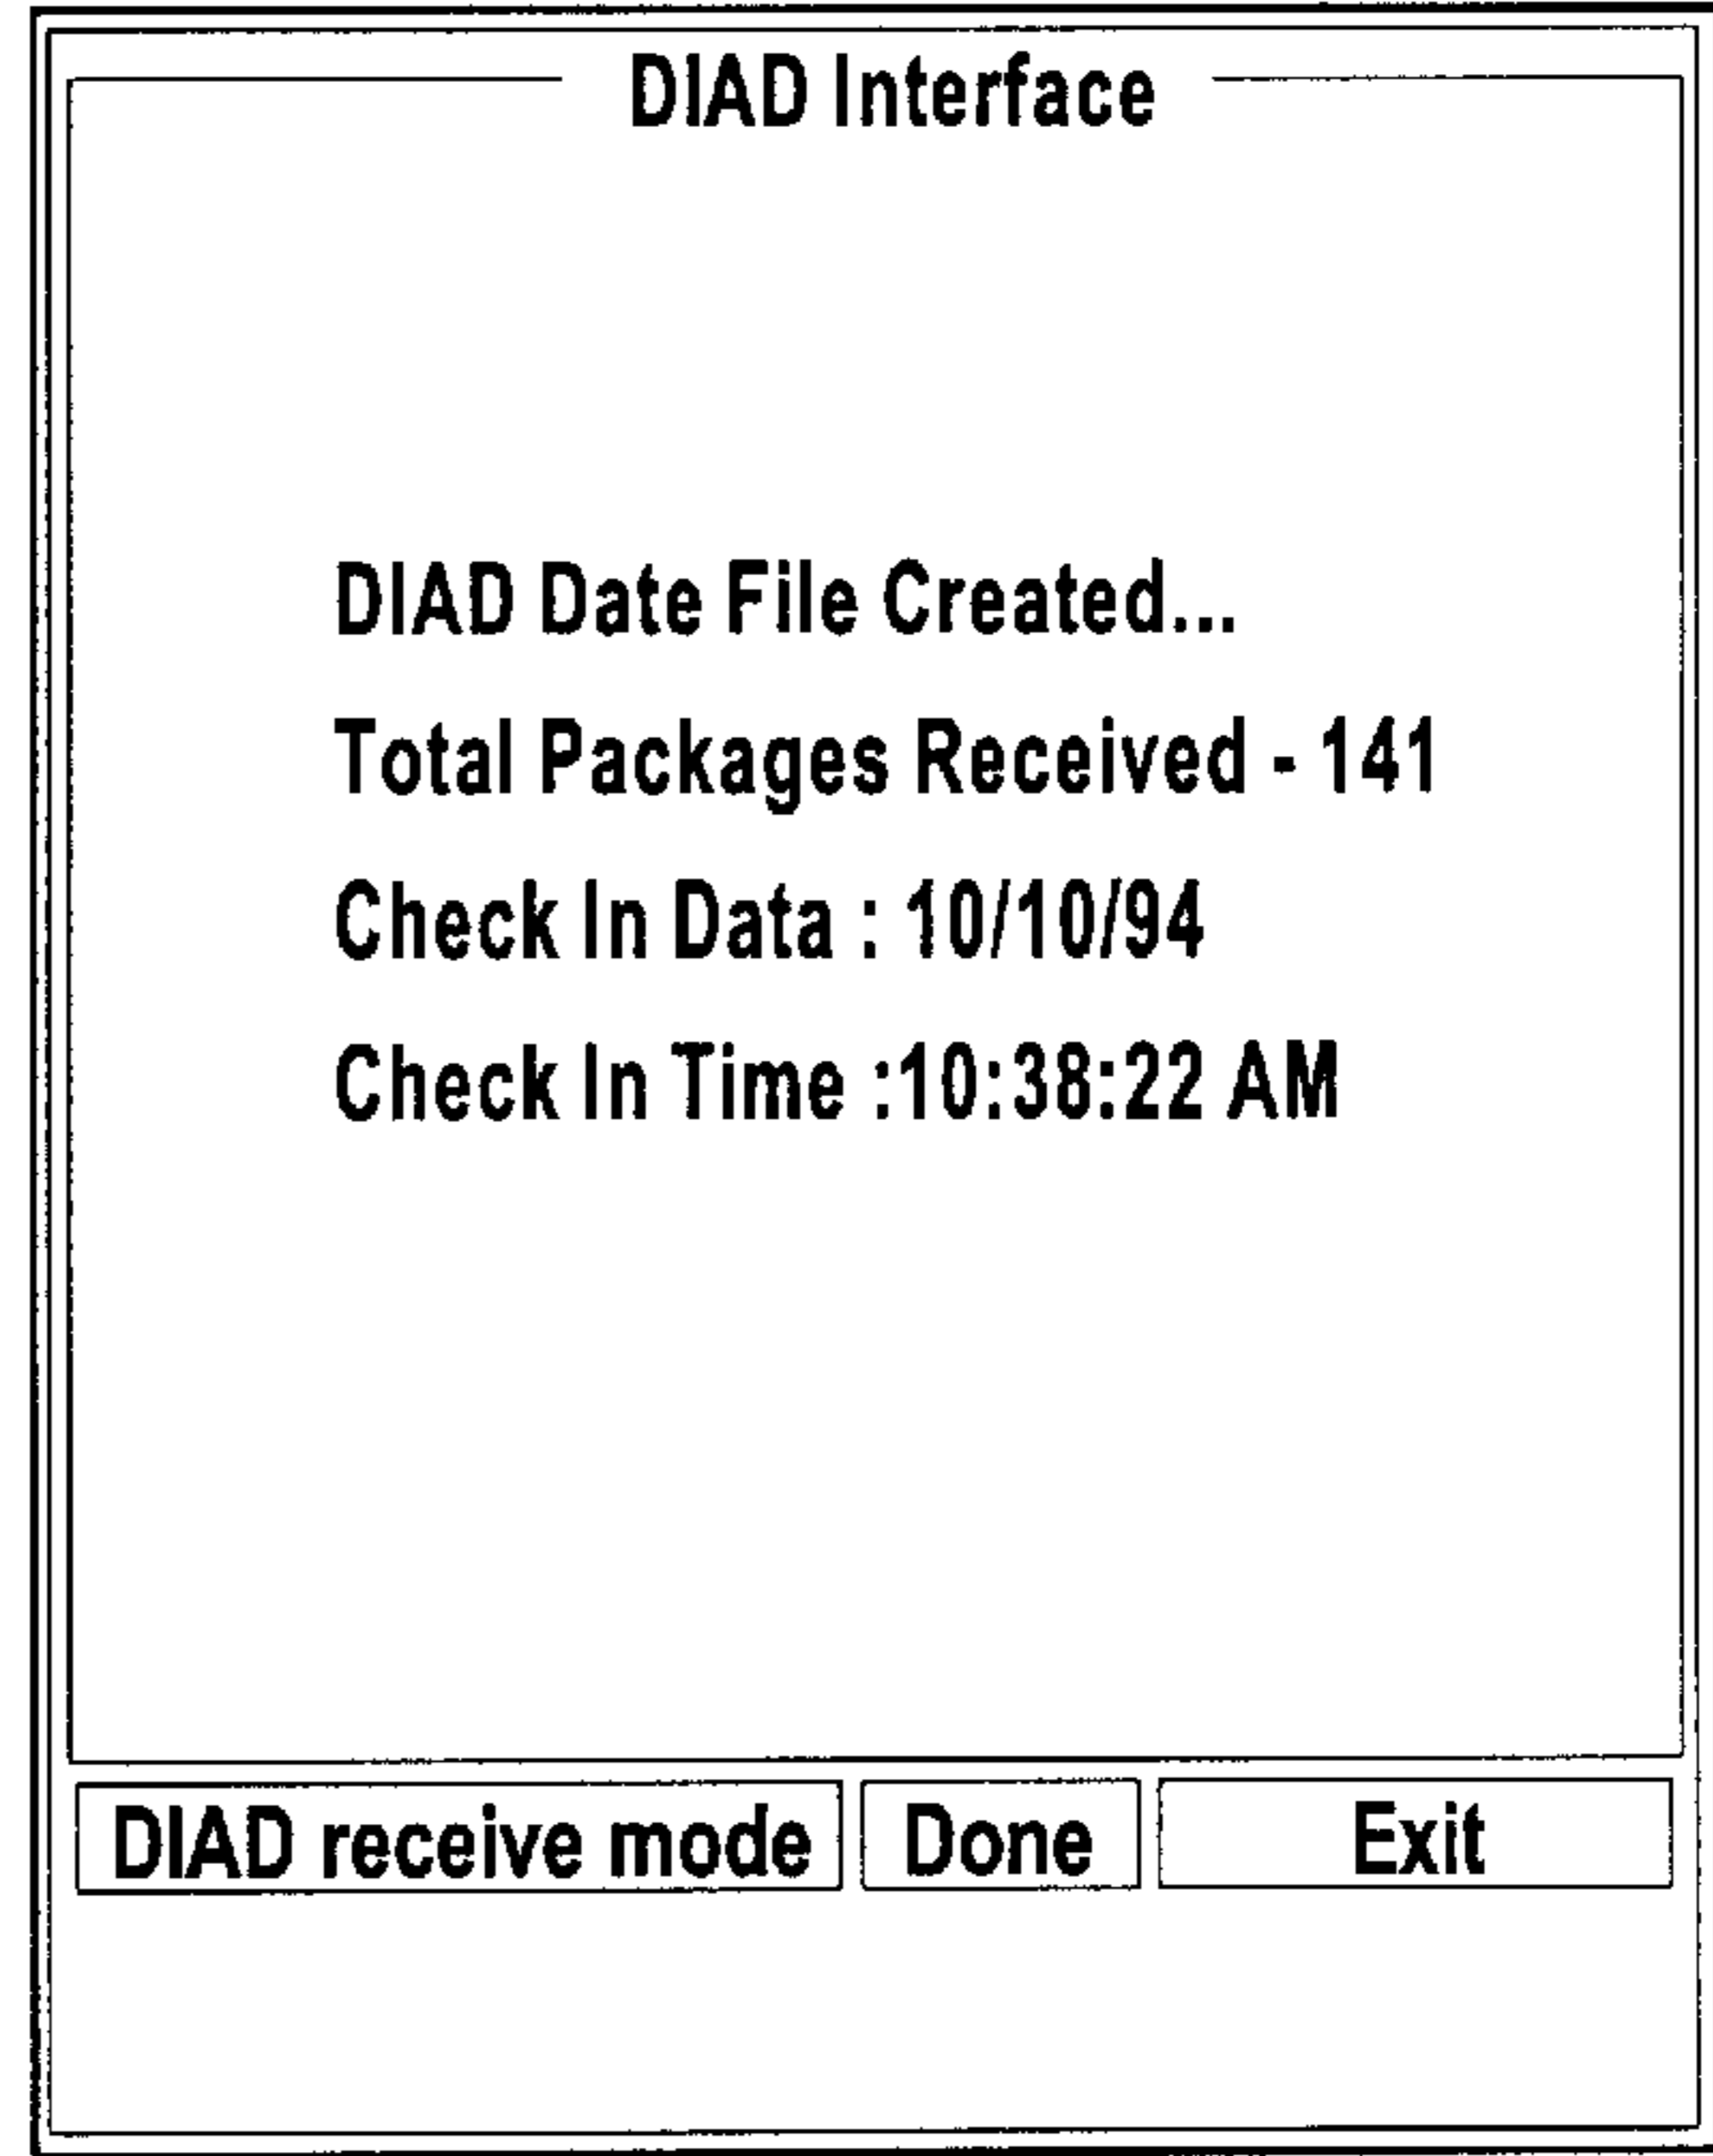 DIAD Interface
DIAD Date File Created...
Total Packages Received - 141
Check In Data : 10/10/94
Check In Time :10:38:22 AM
DIAD receive mode Done Exit